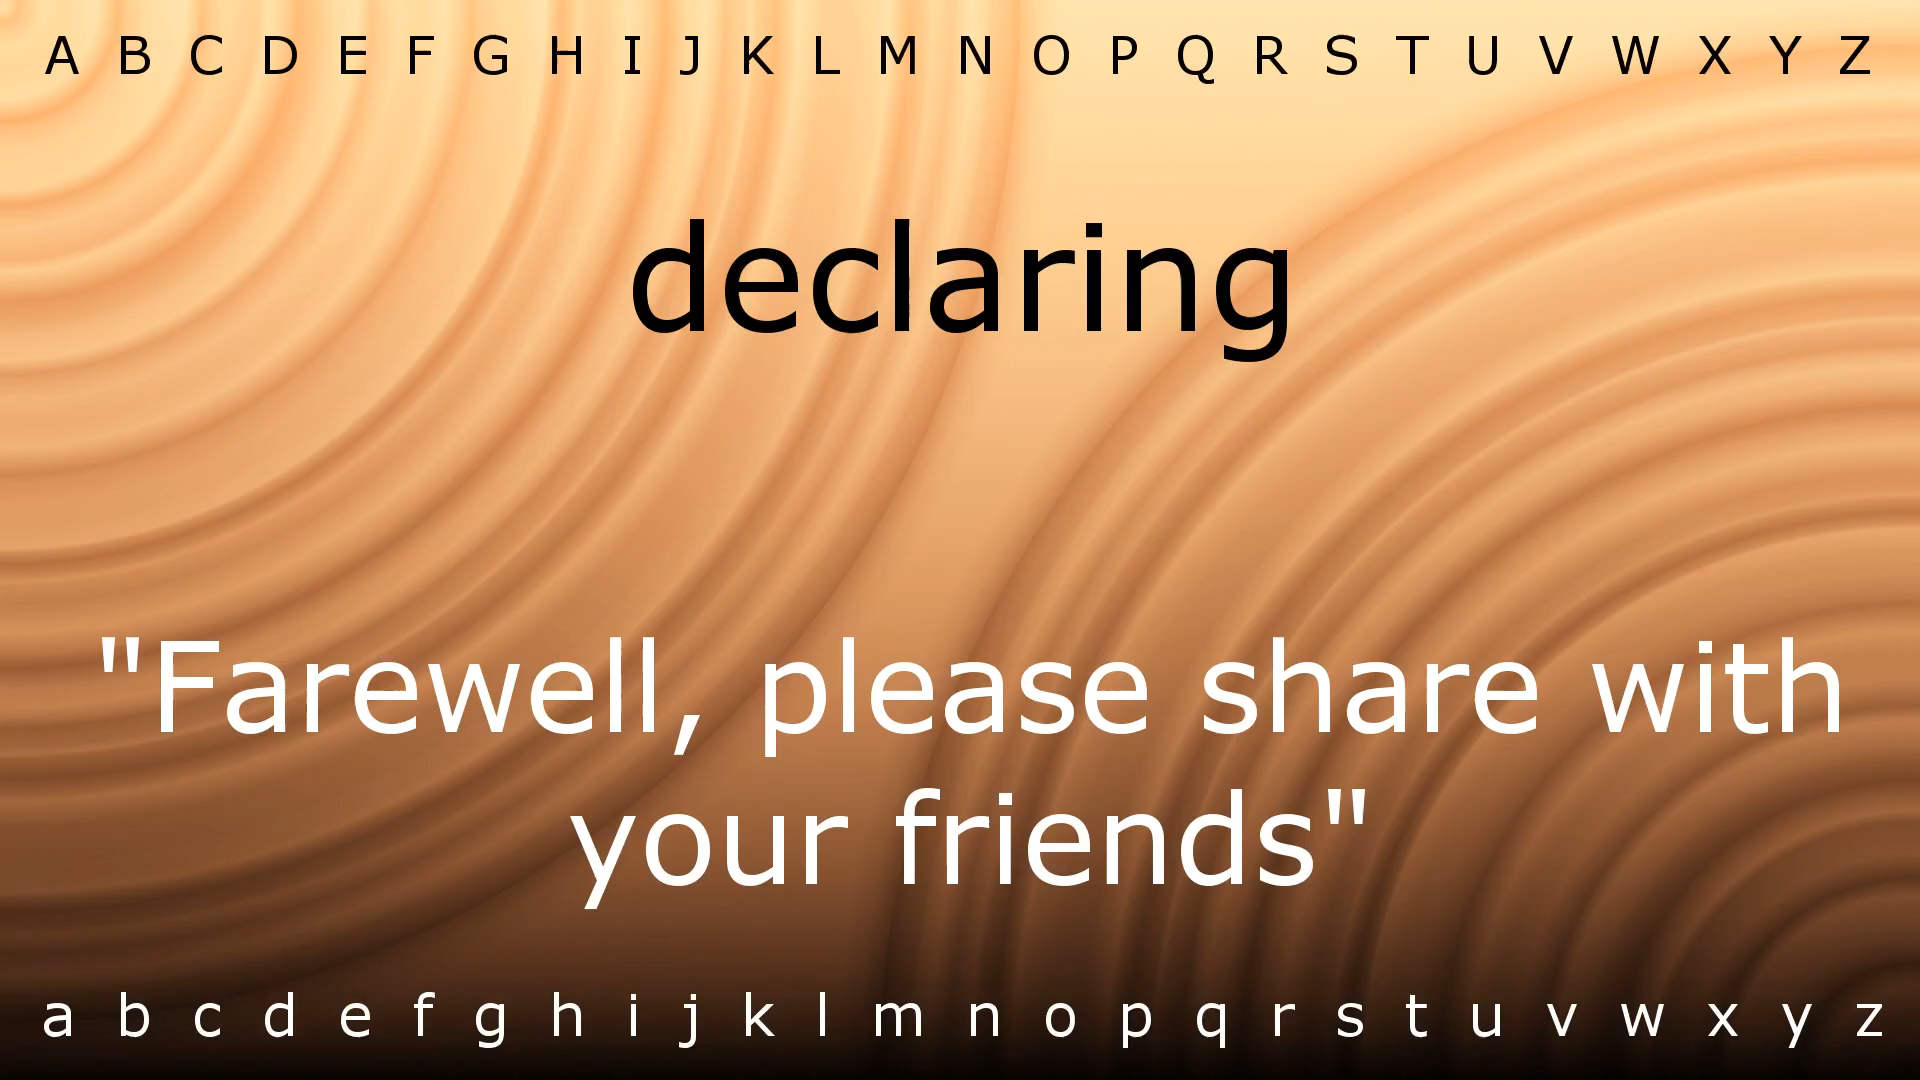 A B C D E F G H I J K L M N O P Q R S T U V W X Y Z
declaring
"Farewell, please share with
your friends"
a b c d e f g h i j k l m n o p q r s t u v w x y z